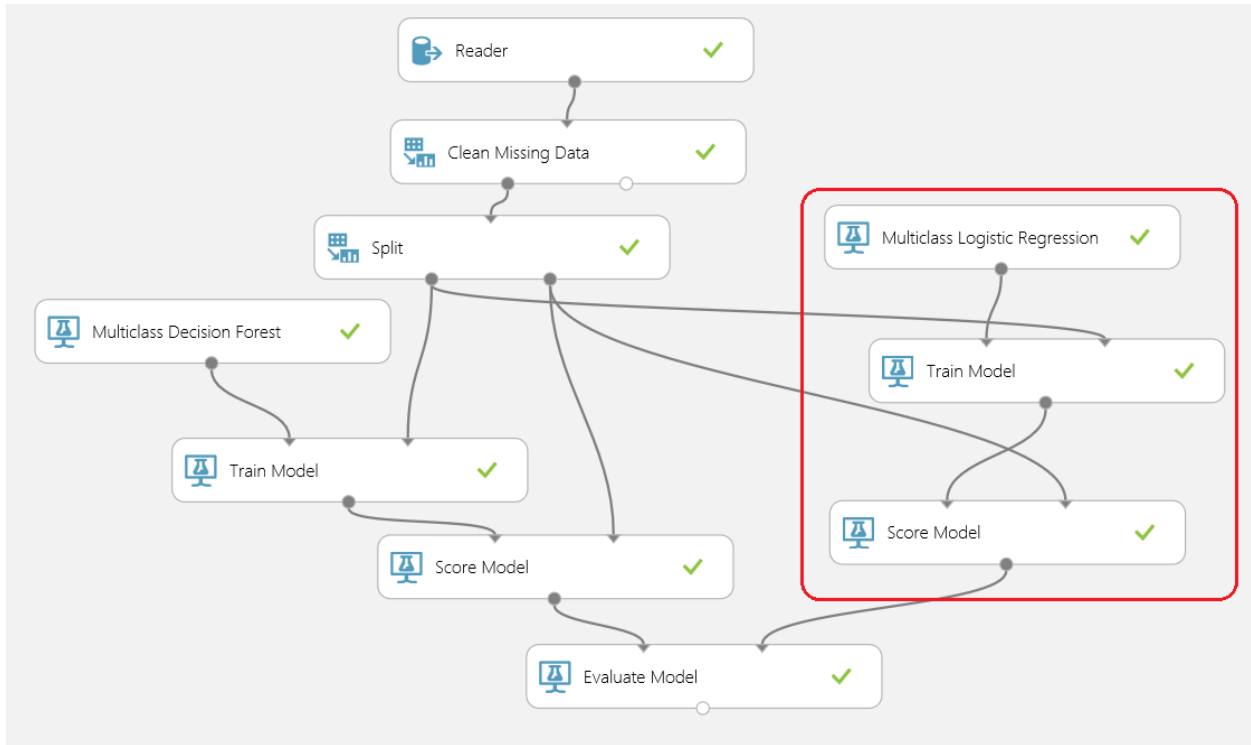 Reader
Clean Missing Data
Split
Multiclass Logistic Regression
Multiclass Decision Forest
Train Model
Train Model
Score Model
Score Model
Evaluate Model